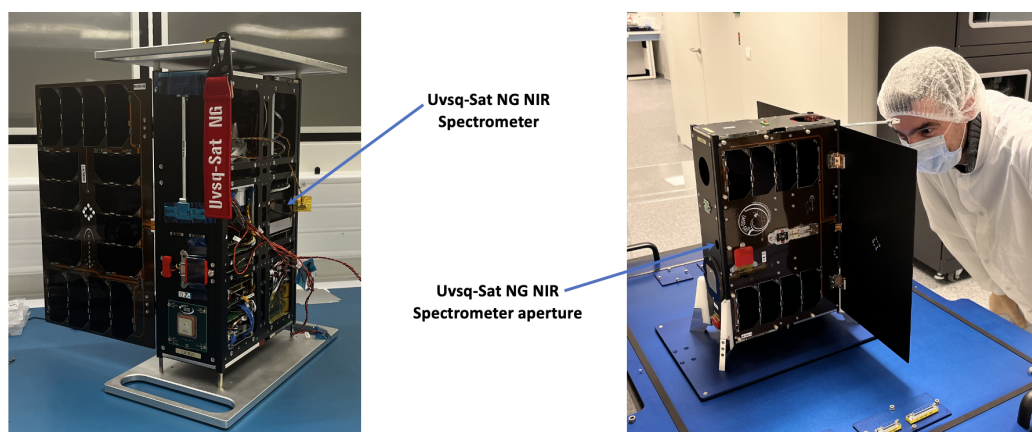 Uvsq-Sat NG NIR
Spectrometer
Uvsq-Sat NG
Uvsq-Sat NG NIR
Spectrometer aperture